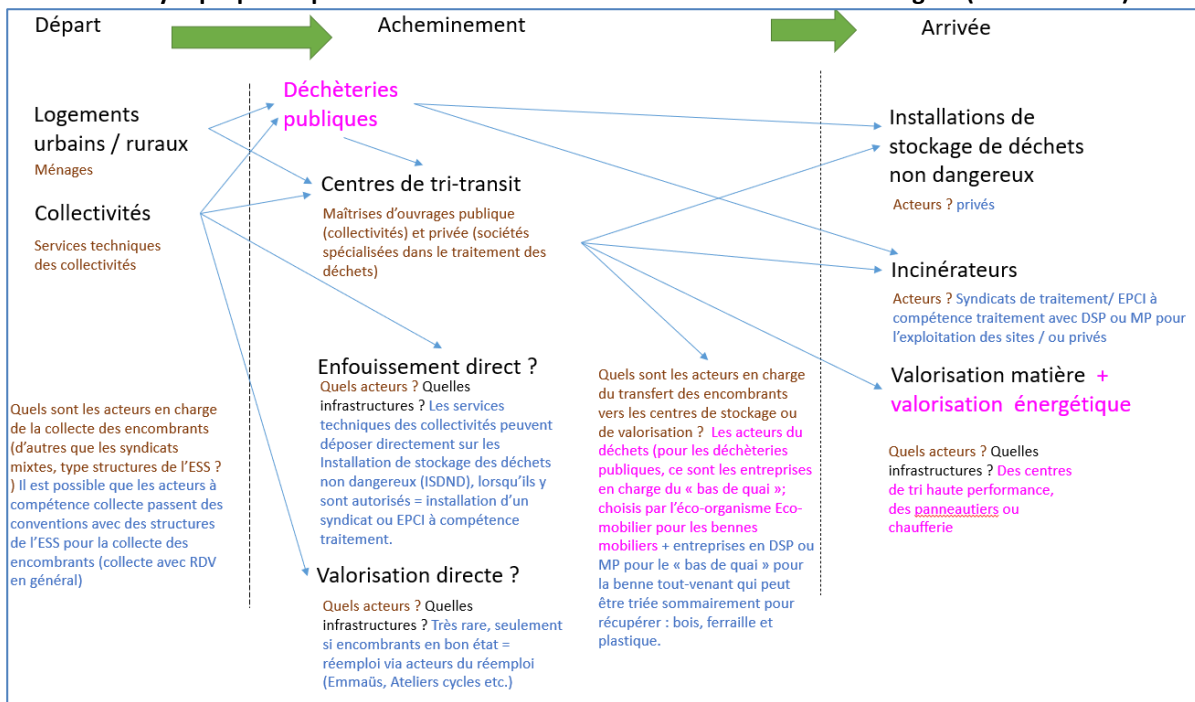 Départ
Acheminement
Arrivée
Logements
urbains / ruraux
Ménages
Collectivités
Services techniques
des collectivités
Quels sont les acteurs en charge
de la collecte des encombrants
(d'autres que les syndicats
mixtes, type structures de l'ESS ?
) Il est possible que les acteurs à
compétence collecte passent des
conventions avec des structures
de l'ESS pour la collecte des
encombrants (collecte avec RDV
en général)
Déchèteries
publiques
Centres de tri-transit
Maîtrises d'ouvrages publique
(collectivités) et privée (sociétés
spécialisées dans le traitement des
déchets)
Enfouissement direct ?
Quels acteurs ? Quelles
infrastructures ? Les services
techniques des collectivités peuvent
déposer directement sur les
Installation de stockage des déchets
non dangereux (ISDND), lorsqu'ils y
sont autorisés = installation d'un
syndicat ou EPCI à compétence
traitement.
Valorisation directe ?
Quels acteurs ? Quelles
infrastructures ? Très rare, seulement
si encombrants en bon état =
réemploi via acteurs du réemploi
(Emmaüs, Ateliers cycles etc.)
Quels sont les acteurs en charge
du transfert des encombrants
vers les centres de stockage ou
de valorisation ? Les acteurs du
déchets (pour les déchèteries
publiques, ce sont les entreprises
en charge du « bas de quai »;
choisis par l'éco-organisme Eco-
mobilier pour les bennes
mobiliers + entreprises en DSP ou
MP pour le « bas de quai » pour
la benne tout-venant qui peut
être triée sommairement pour
récupérer : bois, ferraille et
plastique.
Installations de
stockage de déchets
non dangereux
Acteurs ? privés
Incinérateurs
Acteurs ? Syndicats de traitement/ EPCI à
compétence traitement avec DSP ou MP pour
l'exploitation des sites / ou privés
Valorisation matière +
valorisation énergétique
Quels acteurs ? Quelles
infrastructures ? Des centres
de tri haute performance,
des panneautiers ou
chaufferie